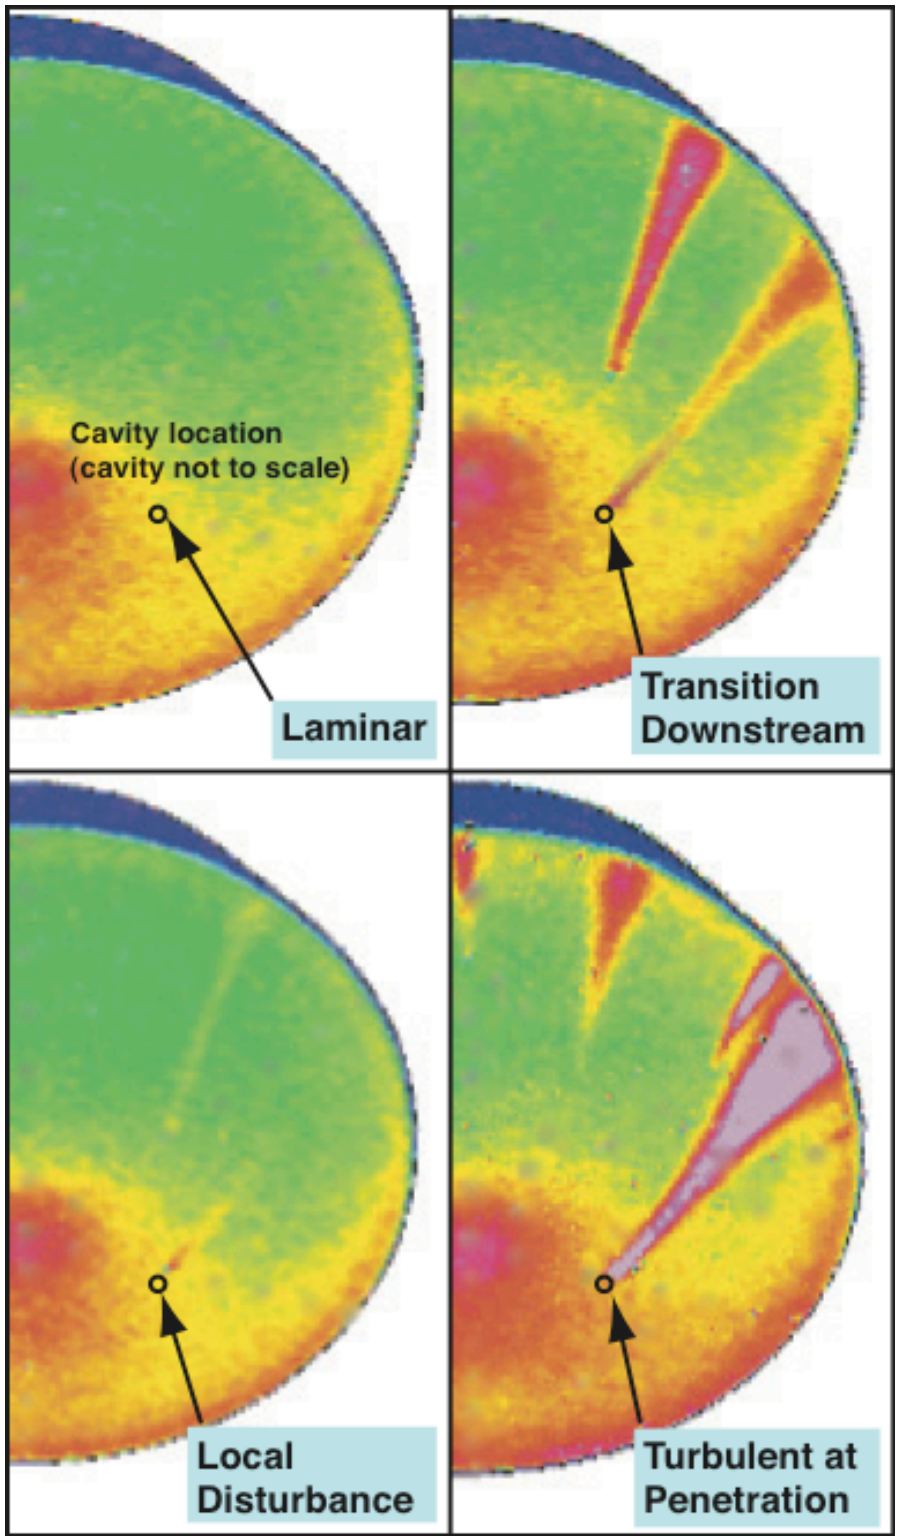 Cavity location
(cavity not to scale)
Laminar
Transition
Downstream
Local
Disturbance
Turbulent at
Penetration